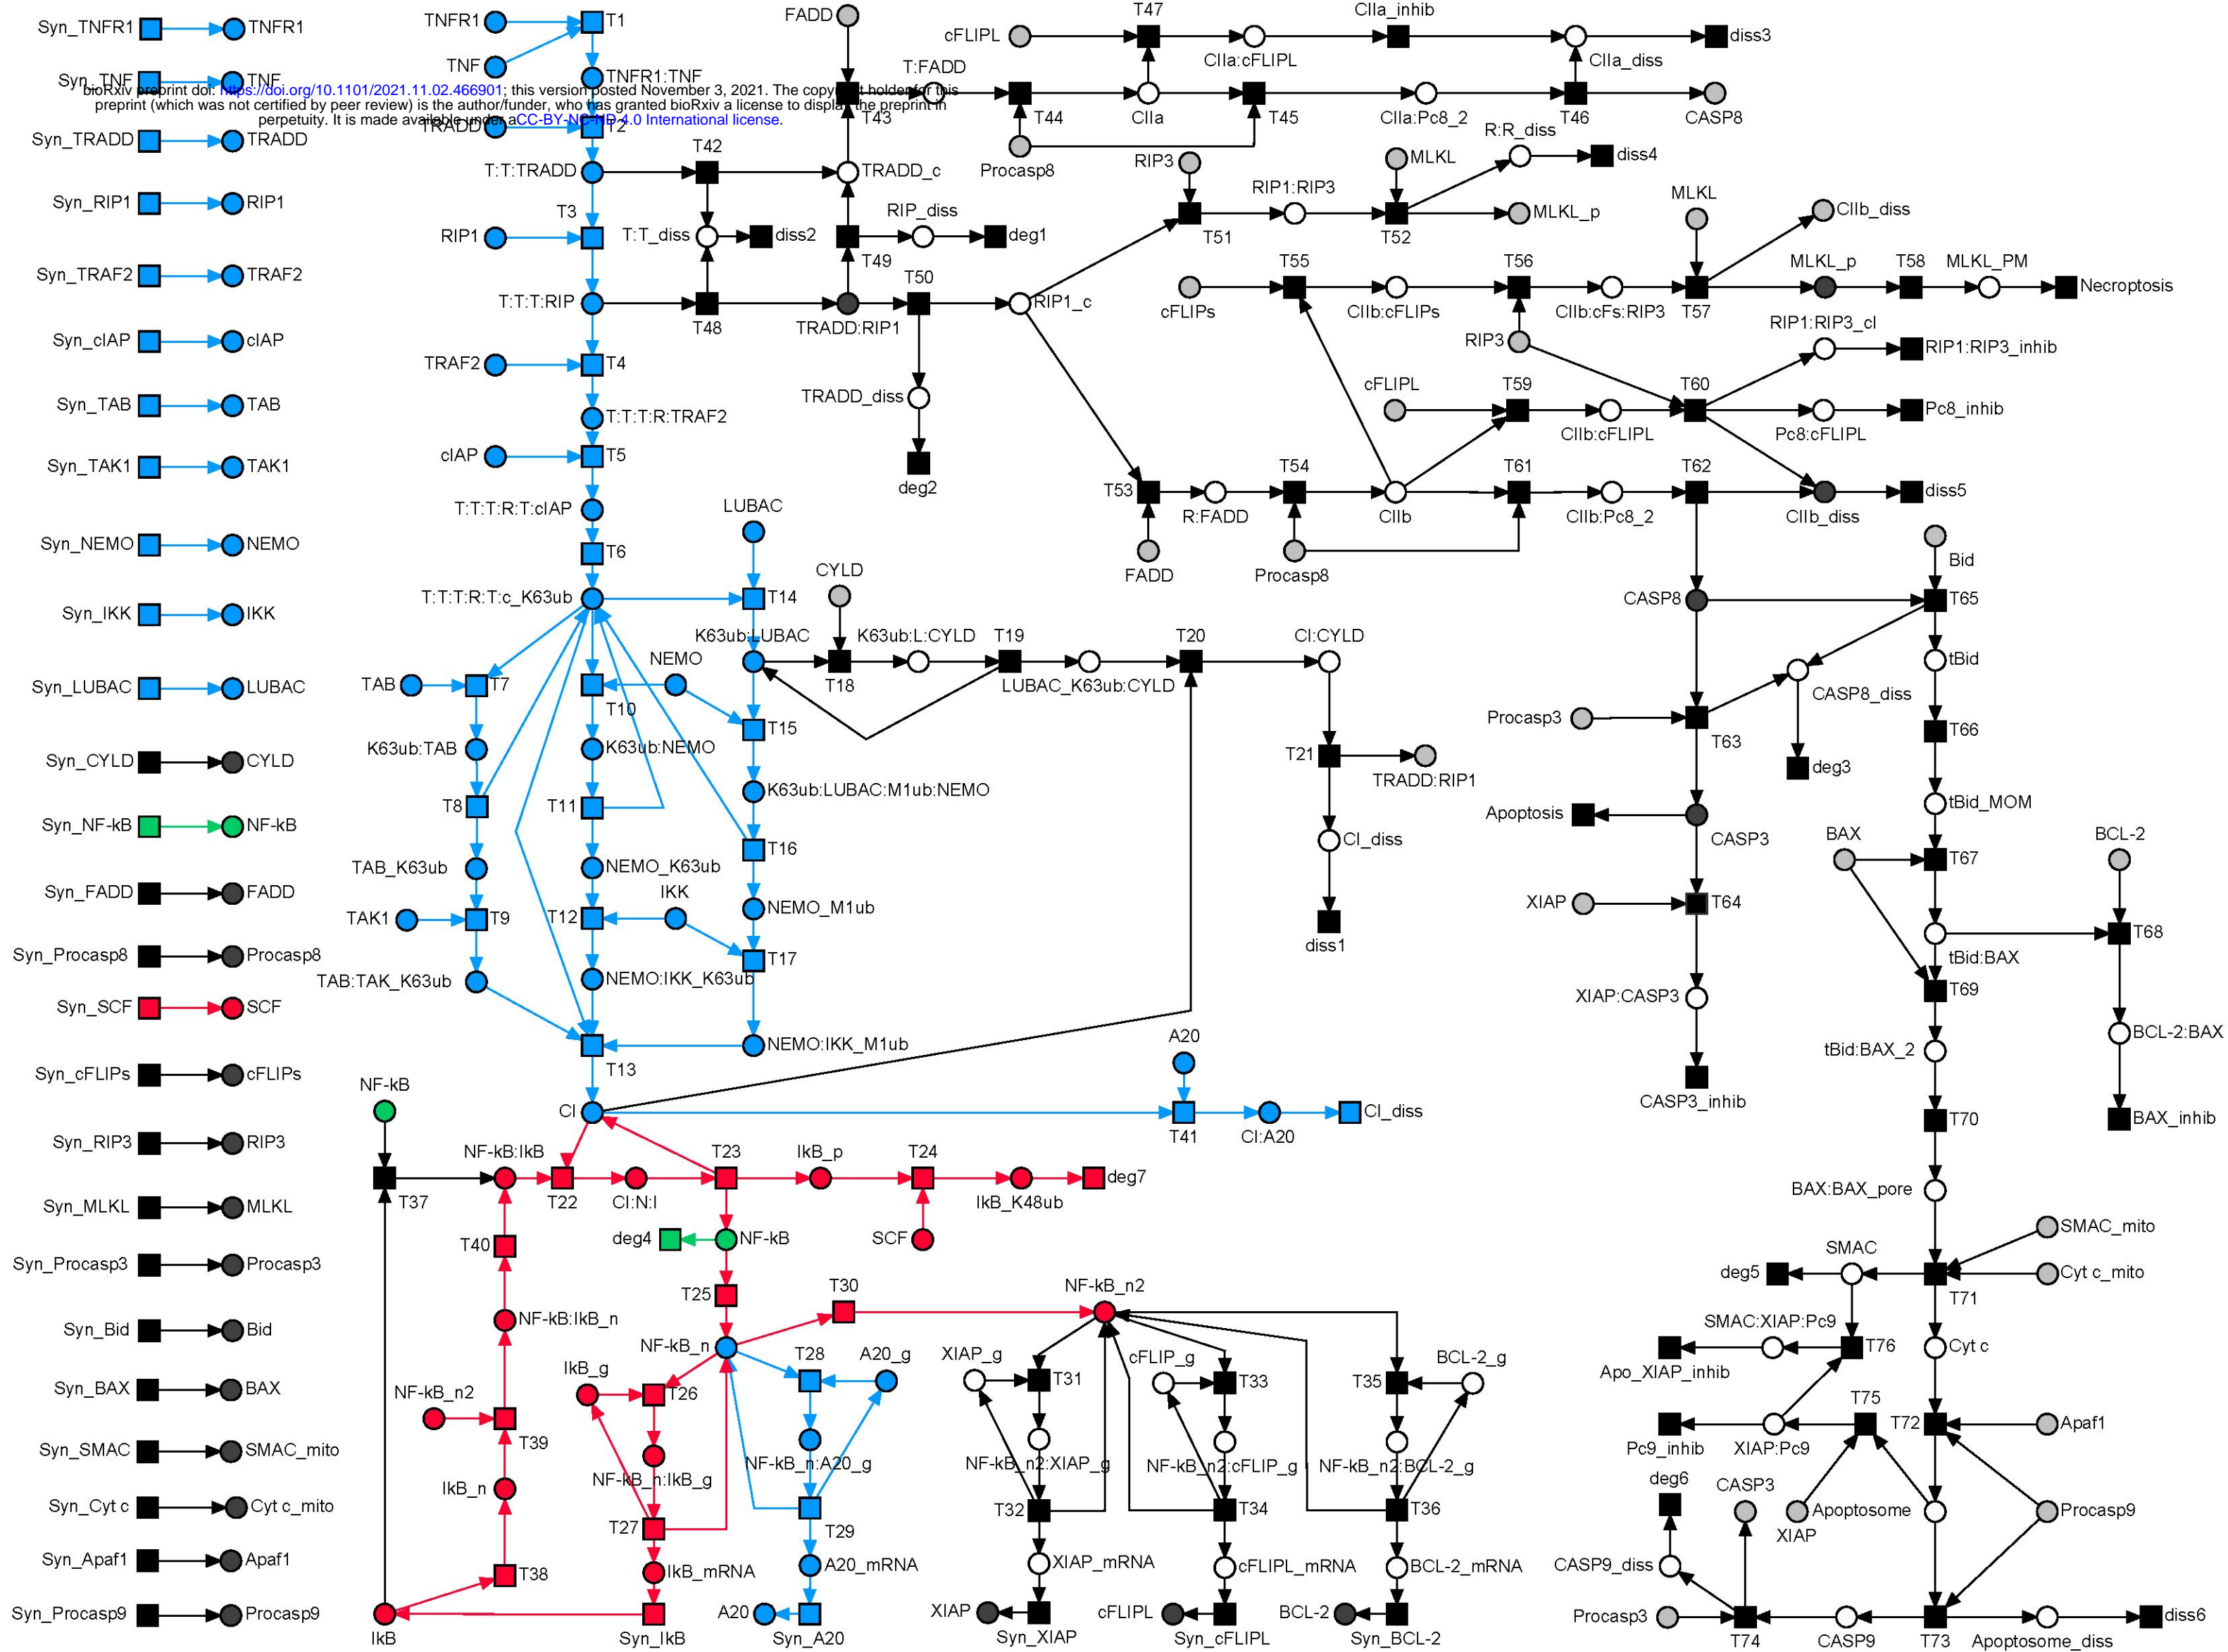 Syn_TNFR1 TNFR1
Syn_TNF TNF
Syn_TRADD TRADD
Syn_RIP1 RIP1
Syn_TRAF2 TRAF2
Syn_cIAP cIAP
Syn_TAB TAB
Syn_TAK1 TAK1
Syn_NEMO NEMO
Syn_IKK IKK
Syn_LUBAC LUBAC
Syn_CYLD CYLD
Syn_NF-kB NF-kB
Syn_FADD FADD
Syn_Procasp8 Procasp8
Syn_SCF SCF
Syn_cFLIPs cFLIPs
Syn_RIP3 RIP3
Syn_MLKL MLKL
Syn_Procasp3 Procasp3
Syn_Bid Bid
Syn_BAX BAX
Syn_SMAC SMAC_mito
Syn_Cyt c Cyt c_mito
Syn_Apaf1 Apaf1
Syn_Procasp9 Procasp9
bioRxiv preprint doi: https://doi.org/10.1101/2021.11.02.466901; this version posted November 3, 2021. The copyright holder for this
preprint (which was not certified by peer review) is the author/funder, who has granted bioRxiv a license to display the preprint in
perpetuity. It is made available under aCC-BY-NC-ND 4.0 International license.
TNFR1 T1
TNF
TNFR1:TNF
TRADD T2
T:T:TRADD
T3
RIP1
T:T:T:RIP
TRAF2 T4
T:T:T:R:TRAF2
cIAP T5
T:T:T:R:T:cIAP
T6
T:T:T:R:T:c_K63ub
LUBAC
T14
K63ub:LUBAC
NEMO
TAB T7
T10
T15
K63ub:TAB
K63ub:NEMO
K63ub:LUBAC:M1ub:NEMO
T8
T11
T16
TAB_K63ub
NEMO_K63ub
IKK
NEMO_M1ub
TAK1 T9
T12
T17
TAB:TAK_K63ub
NEMO:IKK_K63ub
NEMO:IKK_M1ub
T13
CI
FADD
T:FADD
T43
T42
TRADD_c
T:T_diss diss2
RIP_diss
deg1
T49
T48
TRADD:RIP1
T50
RIP1_c
TRADD_diss
deg2
cFLIPL
T47
CIIa:cFLIPL
CIIa_inhib
CIIa_diss
diss3
T44
CIIa
T45
CIIa:Pc8_2
T46
CASP8
Procasp8
RIP3
T51
RIP1:RIP3
MLKL
T52
R:R_diss
diss4
MLKL_p
MLKL
CIIb_diss
cFLIPs
T55
CIIb:cFLIPs
T56
CIIb:cFs:RIP3
T57
MLKL_p
T58
MLKL_PM
Necroptosis
RIP3
RIP1:RIP3_cl
RIP1:RIP3_inhib
cFLIPL
T59
CIIb:cFLIPL
T60
Pc8:cFLIPL
Pc8_inhib
T53
R:FADD
T54
CIIb
T61
CIIb:Pc8_2
T62
CIIb_diss
diss5
FADD
Procasp8
CYLD
T18
K63ub:L:CYLD
T19
LUBAC_K63ub:CYLD
T20
CI:CYLD
T21
TRADD:RIP1
CI_diss
diss1
A20
T41
CI:A20
CI_diss
CASP8
Bid
T65
tBid
CASP8_diss
deg3
Procasp3
T63
T66
Apoptosis
CASP3
tBid_MOM
XIAP
T64
BAX
T67
BCL-2
tBid:BAX
T68
XIAP:CASP3
T69
CASP3_inhib
tBid:BAX_2
BCL-2:BAX
T70
BAX_inhib
BAX:BAX_pore
SMAC_mito
SMAC
deg5
T71
Cyt c_mito
SMAC:XIAP:Pc9
Apo_XIAP_inhib
T76
Cyt c
T75
T72
Apaf1
Pc9_inhib
XIAP:Pc9
deg6
CASP3
XIAP
Apoptosome
Procasp9
CASP9_diss
Procasp3
T74
CASP9
T73
Apoptosome_diss
diss6
NF-kB
T37
NF-kB:IkB
T22
CI:N:I
T23
IkB_p
T24
IkB_K48ub
deg7
SCF
deg4
NF-kB
T40
T25
T30
NF-kB_n2
NF-kB:IkB_n
NF-kB_n
IkB_g
T26
T28
A20_g
NF-kB_n2
T39
NF-kB_n:IkB_g
NF-kB_n:A20_g
IkB_n
T27
T29
T38
IkB_mRNA
A20_mRNA
IkB
Syn_IkB
A20
Syn_A20
XIAP_g
T31
cFLIP_g
T33
T35
BCL-2_g
NF-kB_n2:XIAP_g
NF-kB_n2:cFLIP_g
NF-kB_n2:BCL-2_g
T32
T34
T36
XIAP_mRNA
cFLIPL_mRNA
BCL-2_mRNA
XIAP
Syn_XIAP
cFLIPL
Syn_cFLIPL
BCL-2
Syn_BCL-2